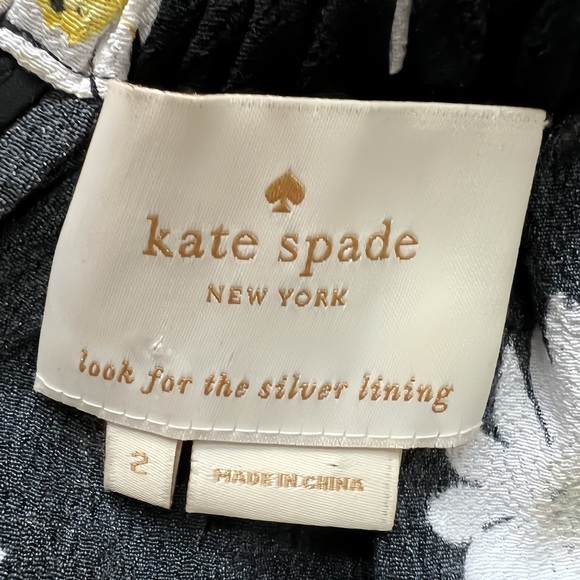 kate spade
NEW YORK
look for the silver lining
2
MADE IN CHINA